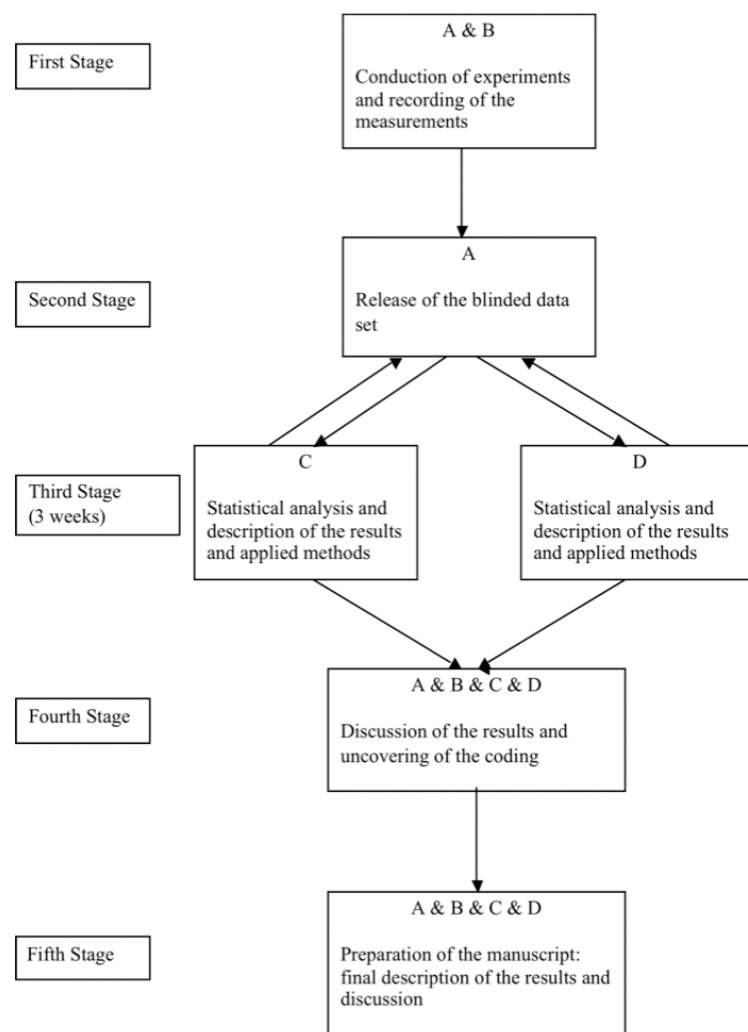 First Stage
A & B
Conduction of experiments
and recording of the
measurements
Second Stage
A
Release of the blinded data
set
Third Stage
(3 weeks)
C
Statistical analysis and
description of the results
and applied methods
D
Statistical analysis and
description of the results
and applied methods
Fourth Stage
A & B & C & D
Discussion of the results and
uncovering of the coding
Fifth Stage
A & B & C & D
Preparation of the manuscript:
final description of the results and
discussion